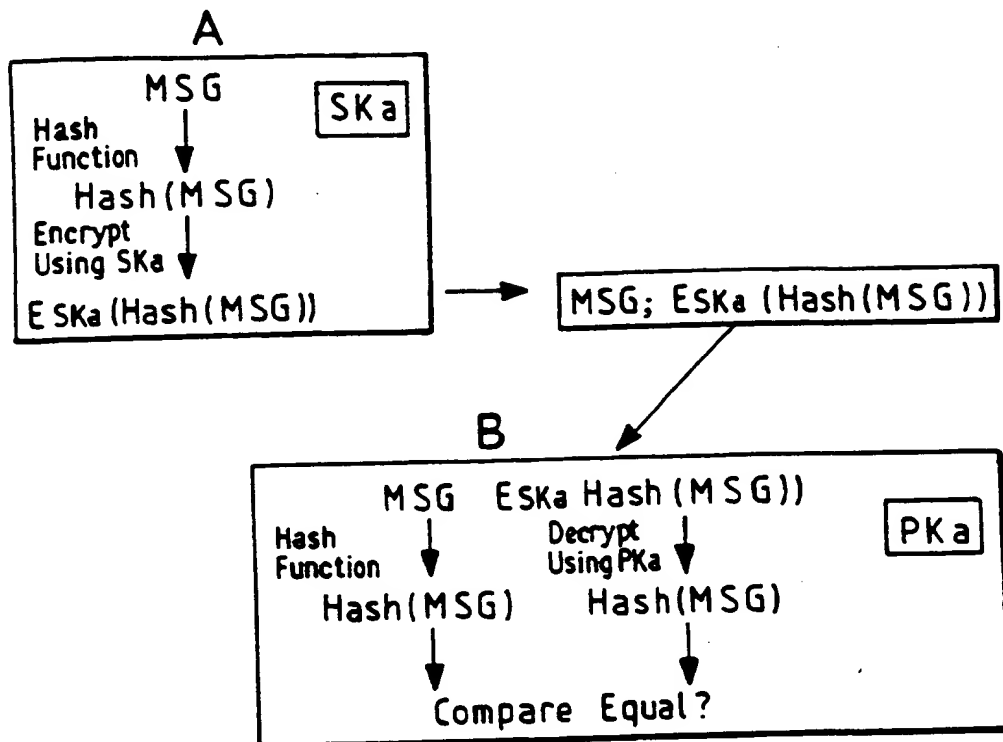 A
MSG
SKa
Hash
Function
Hash(MSG)
Encrypt
Using SKa
ESKa(Hash(MSG))
MSG; ESKa (Hash(MSG))
B
MSG ESKa Hash(MSG))
PKa
Hash
Function
Decrypt
Using PKa
Hash(MSG) Hash(MSG)
Compare Equal?